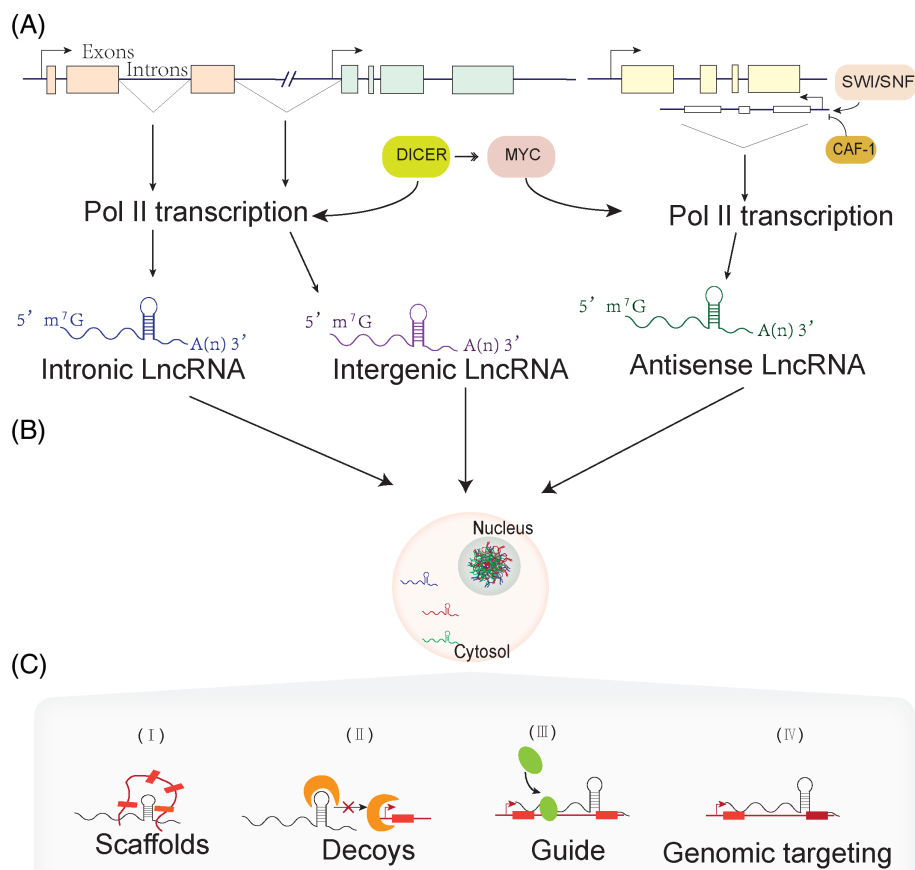 (A)
Exons
Introns
SWI/SNF
CAF-1
DICER
MYC
Pol II transcription
Pol II transcription
5’ m⁷G
A(n) 3’
Intronic LncRNA
5’ m⁷G
A(n) 3’
Intergenic LncRNA
5’ m⁷G
A(n) 3’
Antisense LncRNA
(B)
Nucleus
Cytosol
(C)
(Ⅰ)
Scaffolds
(Ⅱ)
Decoys
(Ⅲ)
Guide
(Ⅳ)
Genomic targeting